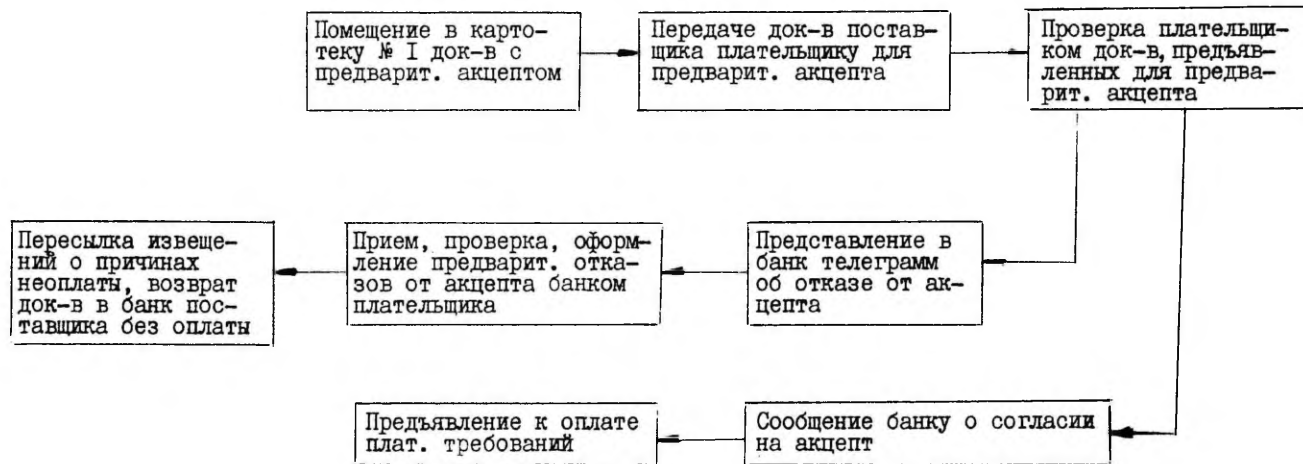 Помещение в карто-
теку № I док-в с
предварит. акцептом
Передаче док-в постав-
щика плательщику для
предварит. акцепта
Проверка плательщи-
ком док-в, предъяв-
ленных для предва-
рит. акцепта
Пересылка извеще-
ний о причинах
неоплаты, возврат
док-в в банк пос-
тавщика без оплаты
Прием, проверка, оформ-
ление предварит. отка-
зов от акцепта банком
плательщика
Представление в
банк телеграмм
об отказе от ак-
цепта
Предъявление к оплате
плат. требований
Сообщение банку о согласии
на акцепт